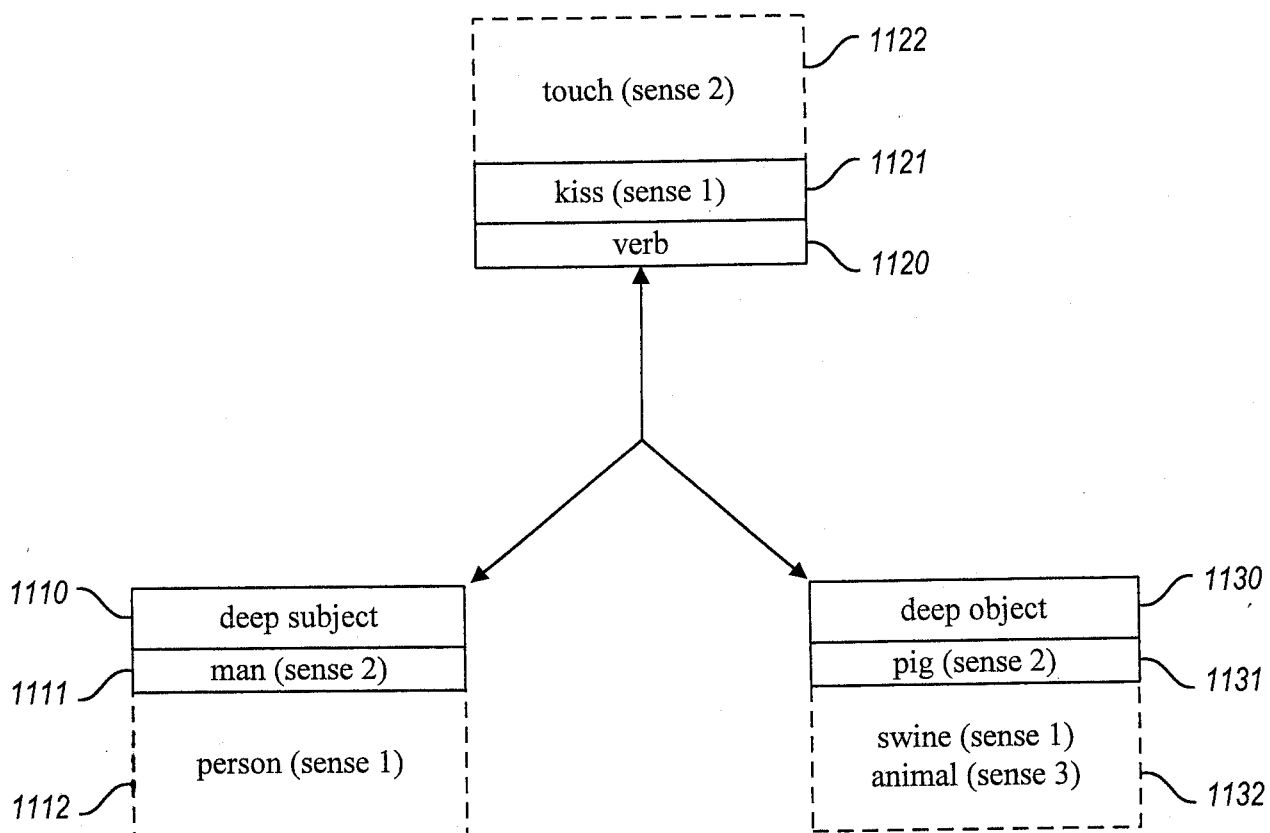 1122
touch (sense 2)
1121
kiss (sense 1)
verb
1120
1110
deep subject
1130
deep object
man (sense 2)
1111
pig (sense 2)
1131
person (sense 1)
1112
swine (sense 1)
animal (sense 3)
1132